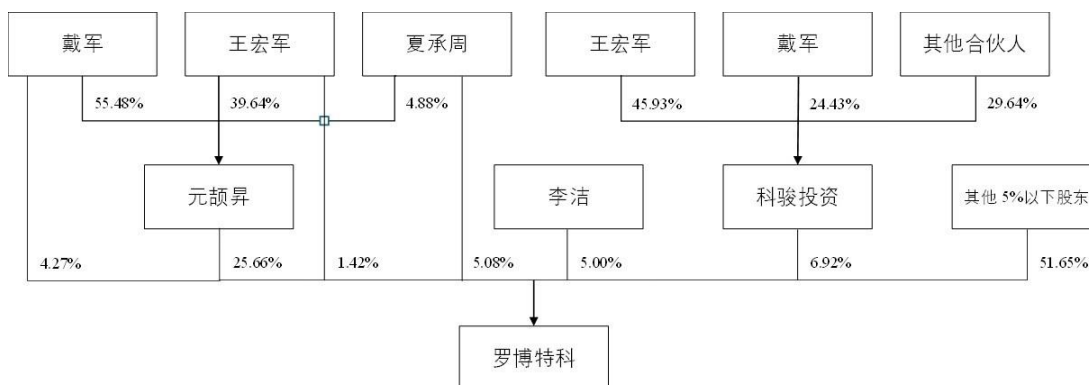 戴军
王宏军
夏承周
王宏军
戴军
其他合伙人
55.48%
39.64%
4.88%
45.93%
24.43%
29.64%
元颉昇
李洁
科骏投资
其他 5%以下股东
4.27%
25.66%
1.42%
5.08%
5.00%
6.92%
51.65%
罗博特科